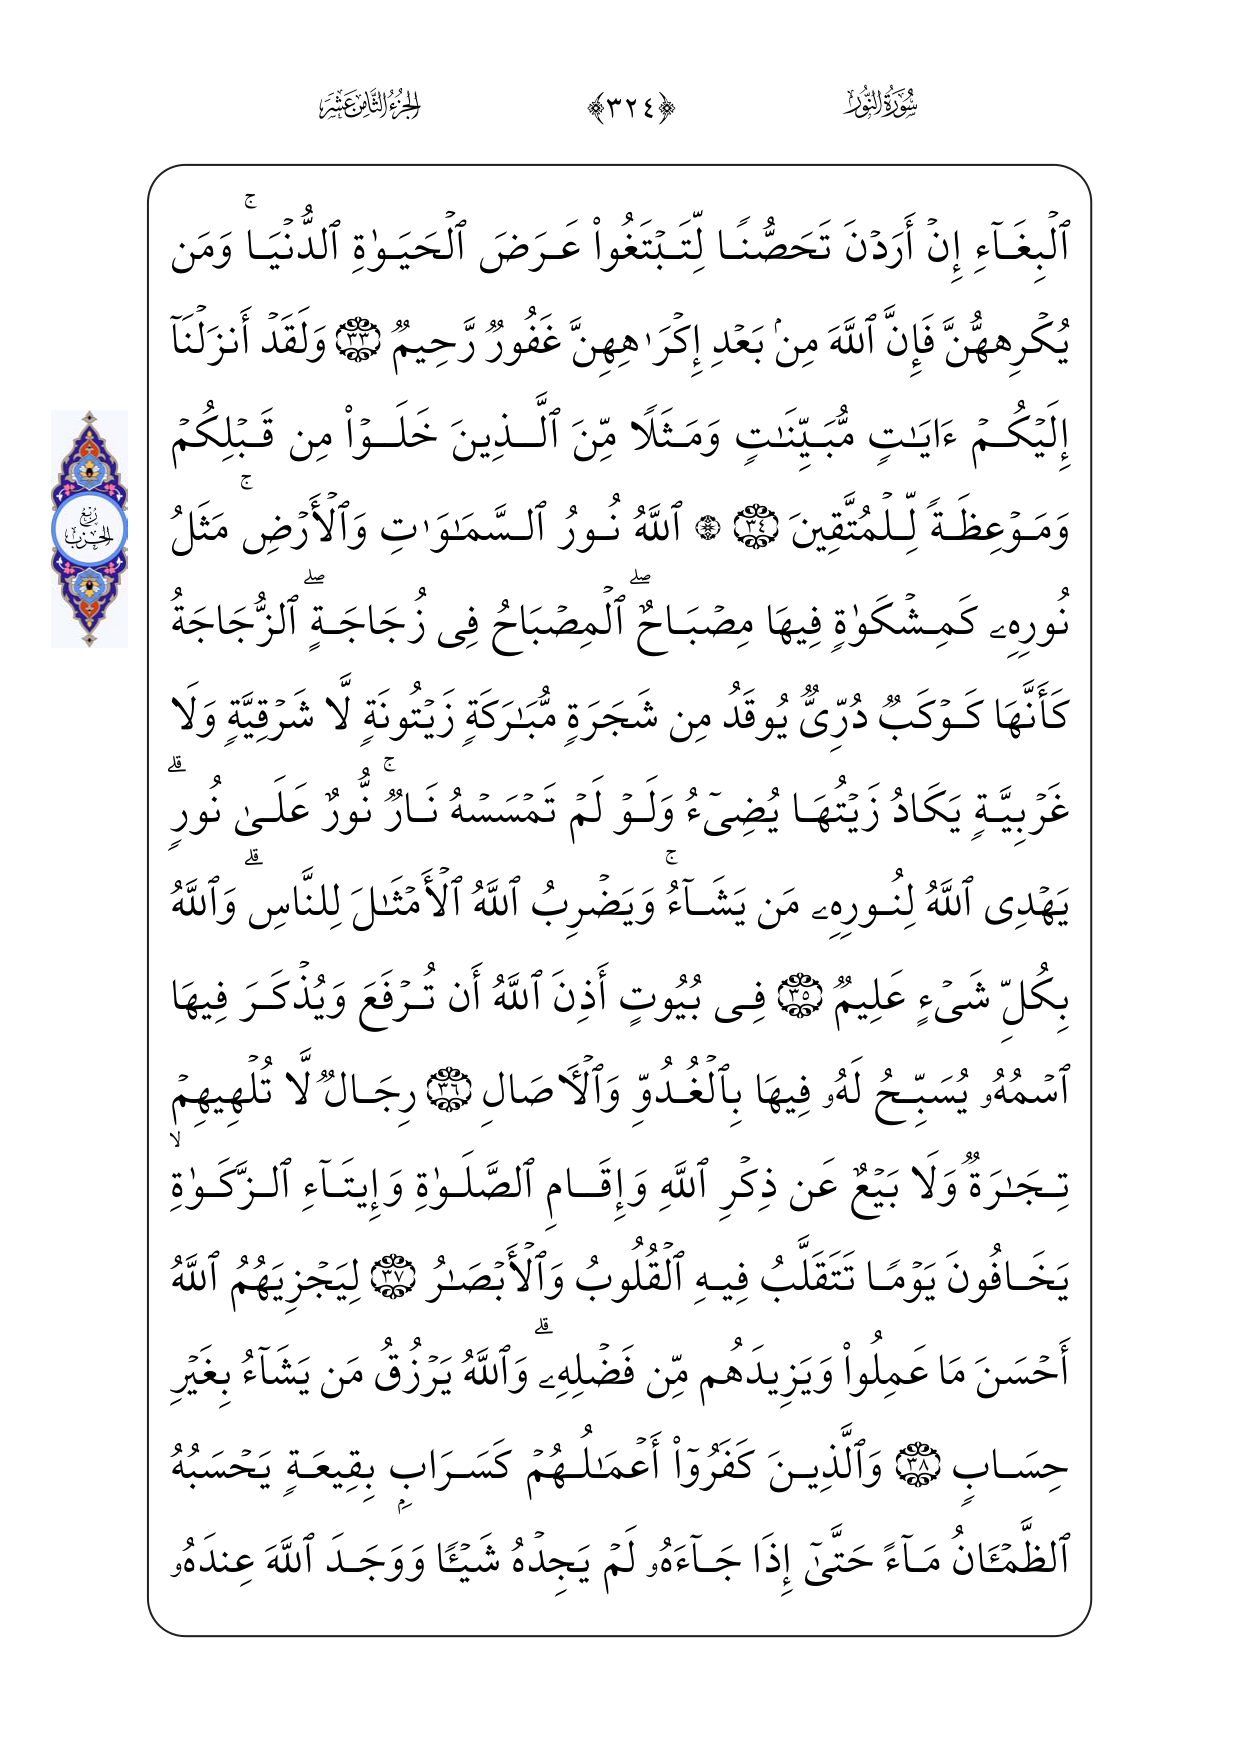 سُورَةُ النُّور
﴿٣٢٤﴾
الجُزْءُ الثَّامِنَ عَشَرَ
ٱلْبِغَآءِ إِنْ أَرَدْنَ تَحَصُّنًا لِّتَبْتَغُوا۟ عَرَضَ ٱلْحَيَوٰةِ ٱلدُّنْيَا ۚ وَمَن
يُكْرِههُّنَّ فَإِنَّ ٱللَّهَ مِنۢ بَعْدِ إِكْرَٰهِهِنَّ غَفُورٌ رَّحِيمٌ ٣٣ وَلَقَدْ أَنزَلْنَآ
إِلَيْكُمْ ءَايَٰتٍ مُّبَيِّنَٰتٍ وَمَثَلًا مِّنَ ٱلَّذِينَ خَلَوْا۟ مِن قَبْلِكُمْ
وَمَوْعِظَةً لِّلْمُتَّقِينَ ٣٤ ۞ ٱللَّهُ نُورُ ٱلسَّمَٰوَٰتِ وَٱلْأَرْضِ ۚ مَثَلُ
رُبْعُ
الحِزْب
نُورِهِۦ كَمِشْكَوٰةٍ فِيهَا مِصْبَاحٌ ۖ ٱلْمِصْبَاحُ فِى زُجَاجَةٍ ۖ ٱلزُّجَاجَةُ
كَأَنَّهَا كَوْكَبٌ دُرِّىٌّ يُوقَدُ مِن شَجَرَةٍ مُّبَٰرَكَةٍ زَيْتُونَةٍ لَّا شَرْقِيَّةٍ وَلَا
غَرْبِيَّةٍ يَكَادُ زَيْتُهَا يُضِىٓءُ وَلَوْ لَمْ تَمْسَسْهُ نَارٌ ۚ نُّورٌ عَلَىٰ نُورٍ ۗ
يَهْدِى ٱللَّهُ لِنُورِهِۦ مَن يَشَآءُ ۚ وَيَضْرِبُ ٱللَّهُ ٱلْأَمْثَٰلَ لِلنَّاسِ ۗ وَٱللَّهُ
بِكُلِّ شَىْءٍ عَلِيمٌ ٣٥ فِى بُيُوتٍ أَذِنَ ٱللَّهُ أَن تُرْفَعَ وَيُذْكَرَ فِيهَا
ٱسْمُهُۥ يُسَبِّحُ لَهُۥ فِيهَا بِٱلْغُدُوِّ وَٱلْـَٔاصَالِ ٣٦ رِجَالٌ لَّا تُلْهِيهِمْ
تِجَٰرَةٌ وَلَا بَيْعٌ عَن ذِكْرِ ٱللَّهِ وَإِقَامِ ٱلصَّلَوٰةِ وَإِيتَآءِ ٱلزَّكَوٰةِ ۙ
يَخَافُونَ يَوْمًا تَتَقَلَّبُ فِيهِ ٱلْقُلُوبُ وَٱلْأَبْصَٰرُ ٣٧ لِيَجْزِيَهُمُ ٱللَّهُ
أَحْسَنَ مَا عَمِلُوا۟ وَيَزِيدَهُم مِّن فَضْلِهِۦ ۗ وَٱللَّهُ يَرْزُقُ مَن يَشَآءُ بِغَيْرِ
حِسَابٍ ٣٨ وَٱلَّذِينَ كَفَرُوٓا۟ أَعْمَٰلُهُمْ كَسَرَابٍۭ بِقِيعَةٍ يَحْسَبُهُ
ٱلظَّمْـَٔانُ مَآءً حَتَّىٰٓ إِذَا جَآءَهُۥ لَمْ يَجِدْهُ شَيْـًٔا وَوَجَدَ ٱللَّهَ عِندَهُۥ